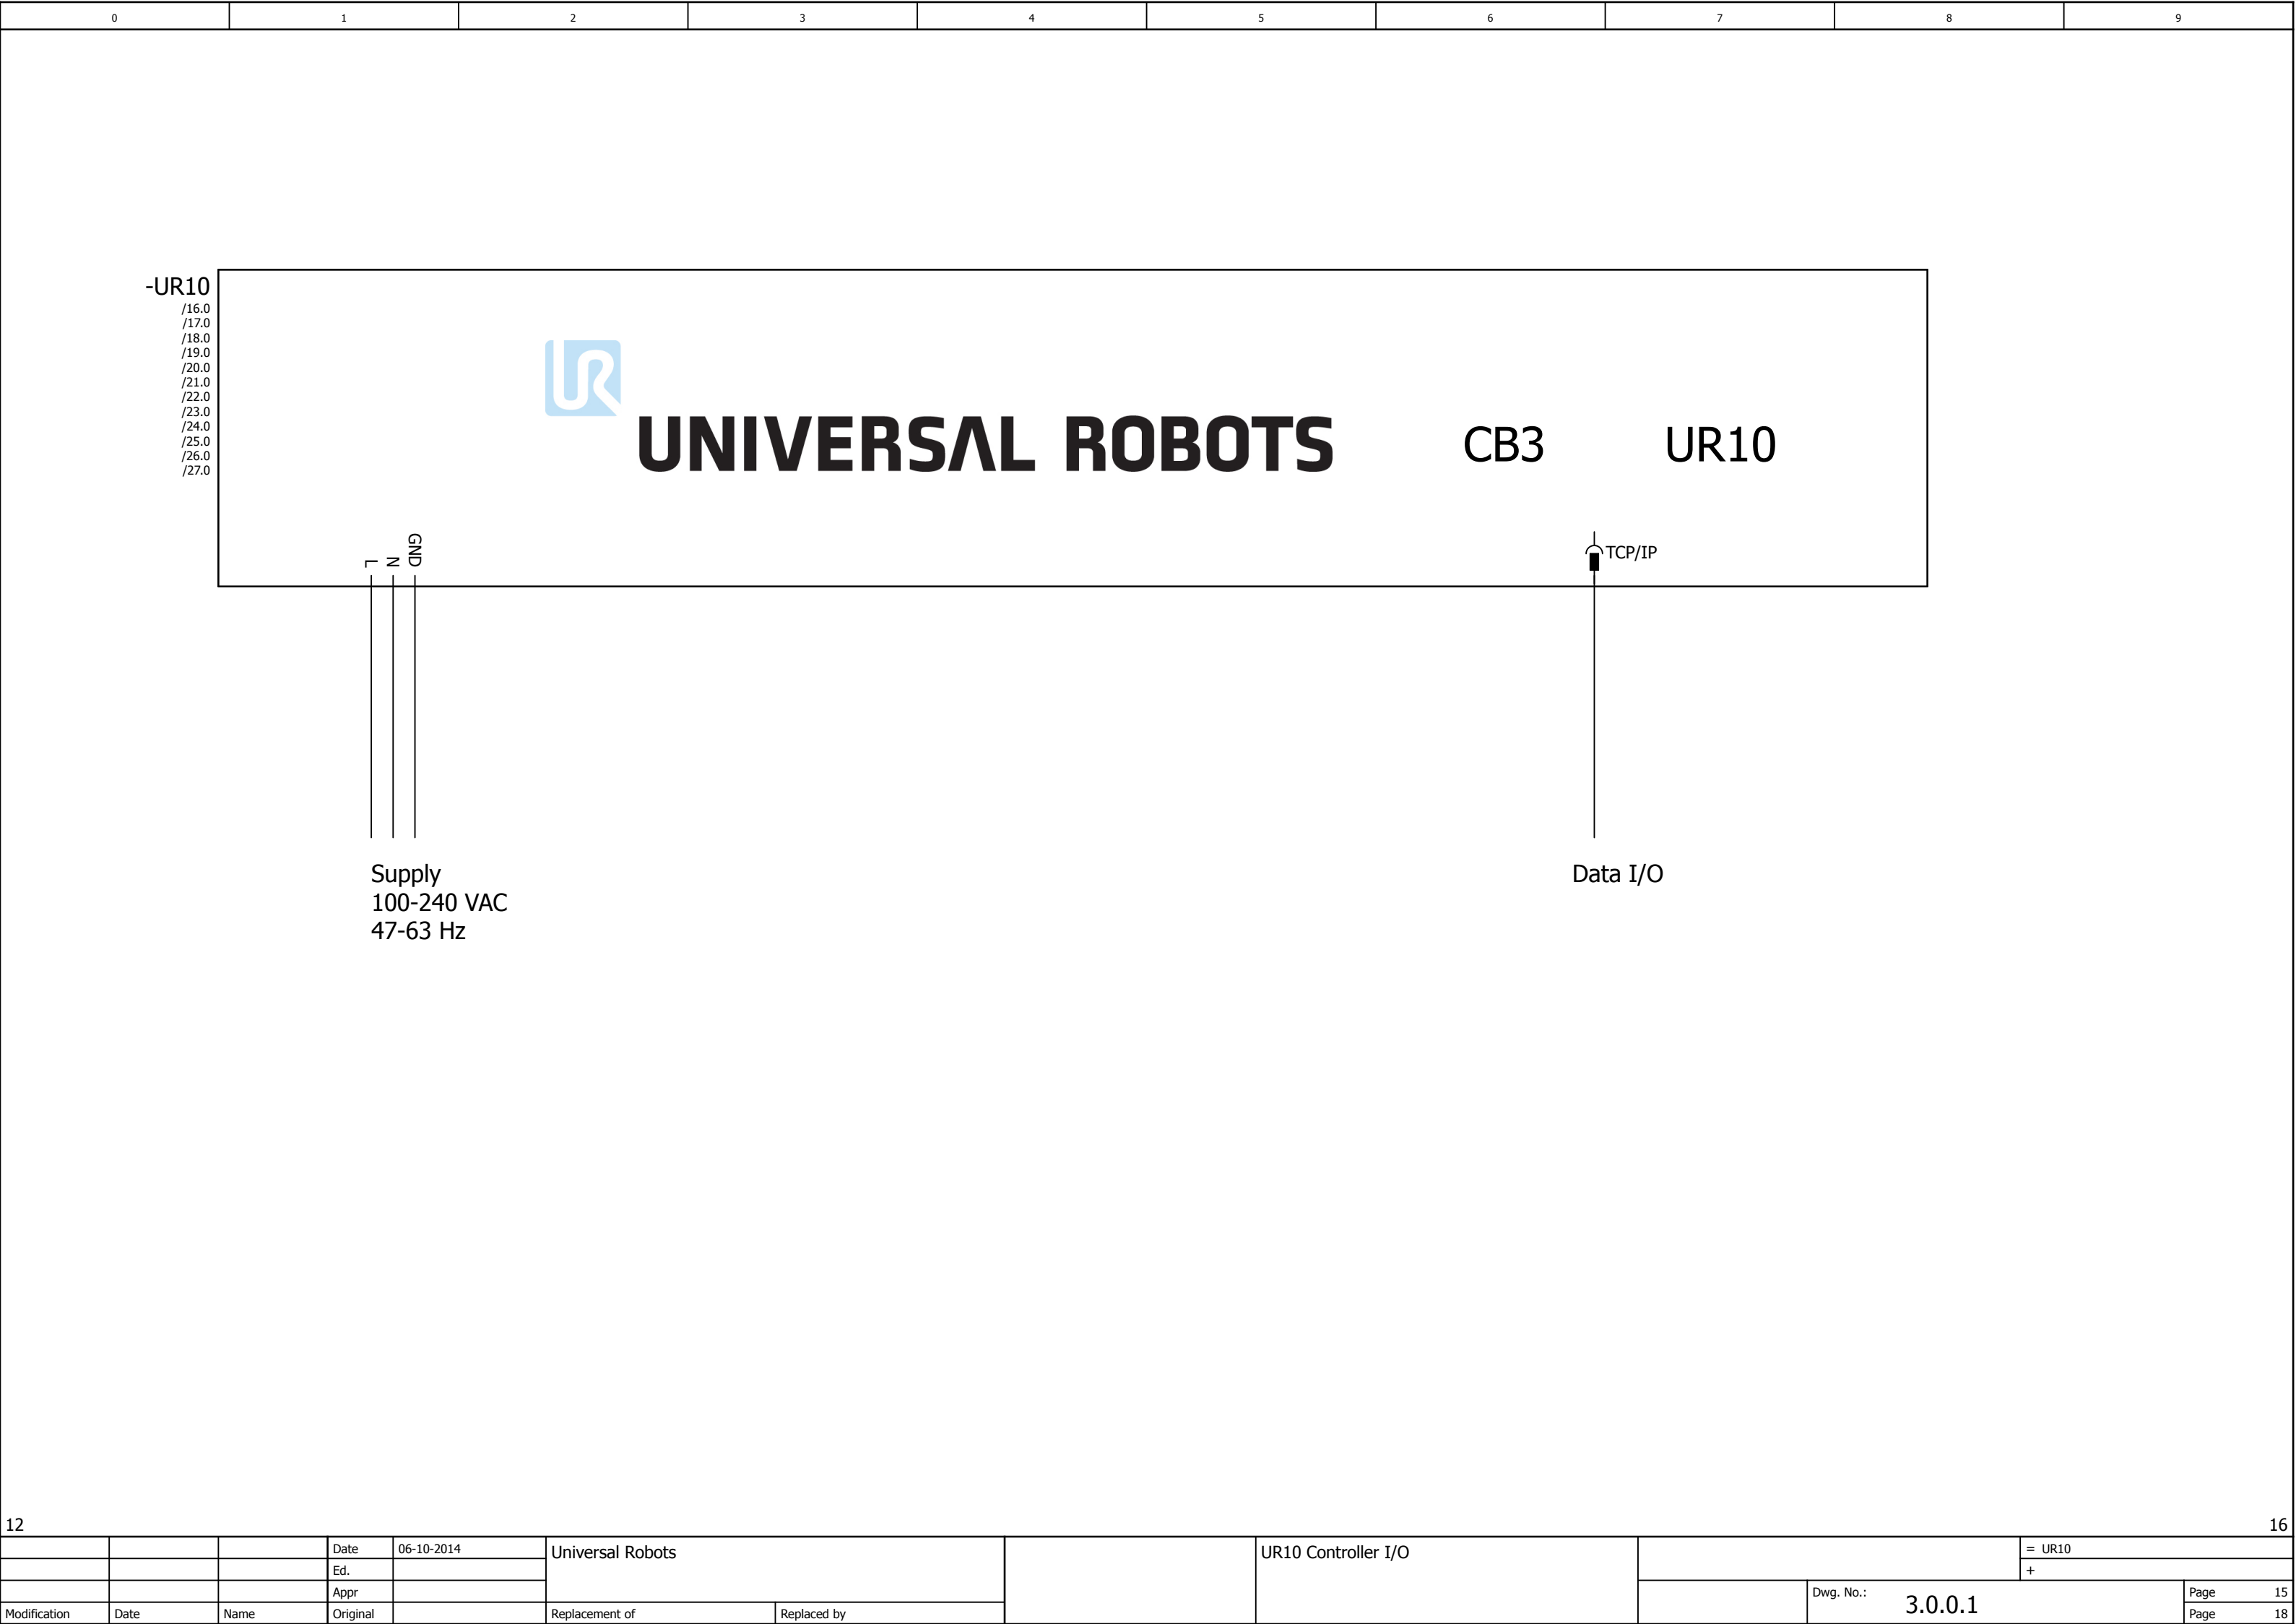 0 1 2 3 4 5 6 7 8 9
-UR10
/16.0
/17.0
/18.0
/19.0
/20.0
/21.0
/22.0
/23.0
/24.0
/25.0
/26.0
/27.0
UR
UNIVERSAL ROBOTS CB3 UR10
L N GND
TCP/IP
Supply
100-240 VAC
47-63 Hz
Data I/O
12 16
Date 06-10-2014 Universal Robots UR10 Controller I/O = UR10
Ed. +
Appr Dwg. No.: 3.0.0.1 Page 15
Modification Date Name Original Replacement of Replaced by Page 18